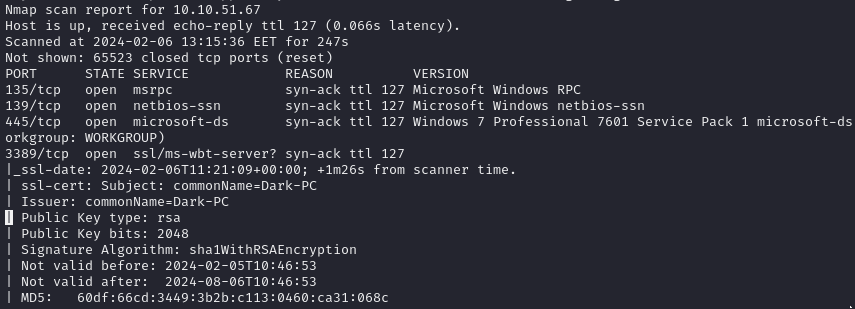 Nmap scan report for 10.10.51.67
Host is up, received echo-reply ttl 127 (0.066s latency).
Scanned at 2024-02-06 13:15:36 EET for 247s
Not shown: 65523 closed tcp ports (reset)
PORT      STATE SERVICE            REASON          VERSION
135/tcp   open  msrpc              syn-ack ttl 127 Microsoft Windows RPC
139/tcp   open  netbios-ssn        syn-ack ttl 127 Microsoft Windows netbios-ssn
445/tcp   open  microsoft-ds       syn-ack ttl 127 Windows 7 Professional 7601 Service Pack 1 microsoft-ds
orkgroup: WORKGROUP)
3389/tcp  open  ssl/ms-wbt-server? syn-ack ttl 127
|_ssl-date: 2024-02-06T11:21:09+00:00; +1m26s from scanner time.
| ssl-cert: Subject: commonName=Dark-PC
| Issuer: commonName=Dark-PC
| Public Key type: rsa
| Public Key bits: 2048
| Signature Algorithm: sha1WithRSAEncryption
| Not valid before: 2024-02-05T10:46:53
| Not valid after:  2024-08-06T10:46:53
| MD5:   60df:66cd:3449:3b2b:c113:0460:ca31:068c